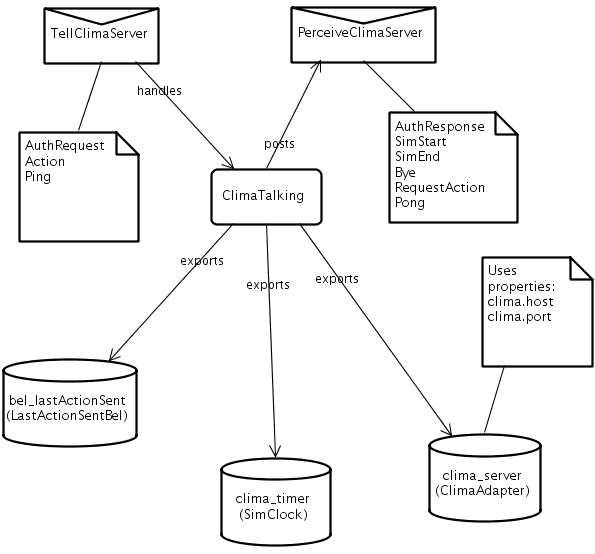 TellClimaServer
PerceiveClimaServer
handles
posts
AuthRequest
Action
Ping
AuthResponse
SimStart
SimEnd
Bye
RequestAction
Pong
ClimaTalking
exports
exports
exports
Uses
properties:
clima.host
clima.port
bel_lastActionSent
(LastActionSentBel)
clima_timer
(SimClock)
clima_server
(ClimaAdapter)